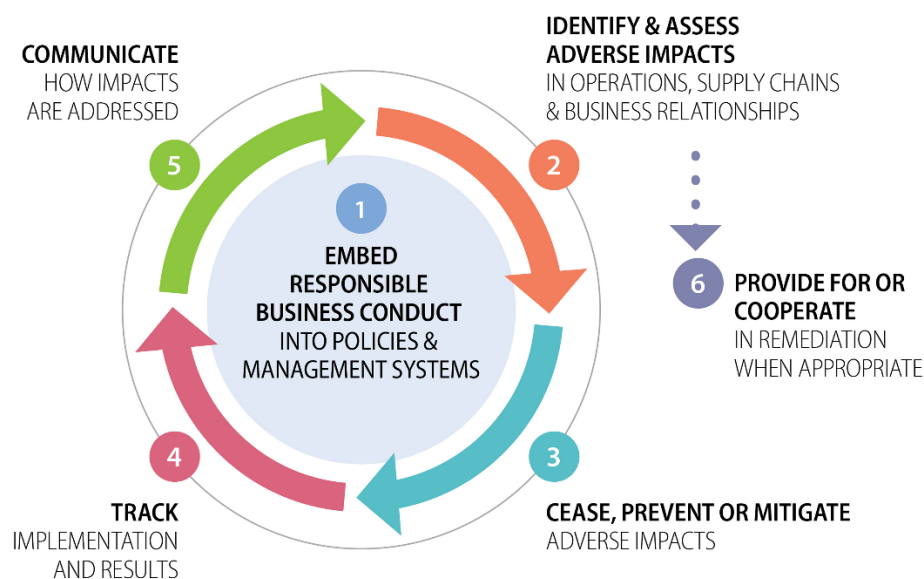 1
EMBED
RESPONSIBLE
BUSINESS CONDUCT
INTO POLICIES &
MANAGEMENT SYSTEMS
2
IDENTIFY & ASSESS
ADVERSE IMPACTS
IN OPERATIONS, SUPPLY CHAINS
& BUSINESS RELATIONSHIPS
3
CEASE, PREVENT OR MITIGATE
ADVERSE IMPACTS
4
TRACK
IMPLEMENTATION
AND RESULTS
5
COMMUNICATE
HOW IMPACTS
ARE ADDRESSED
6
PROVIDE FOR OR
COOPERATE
IN REMEDIATION
WHEN APPROPRIATE